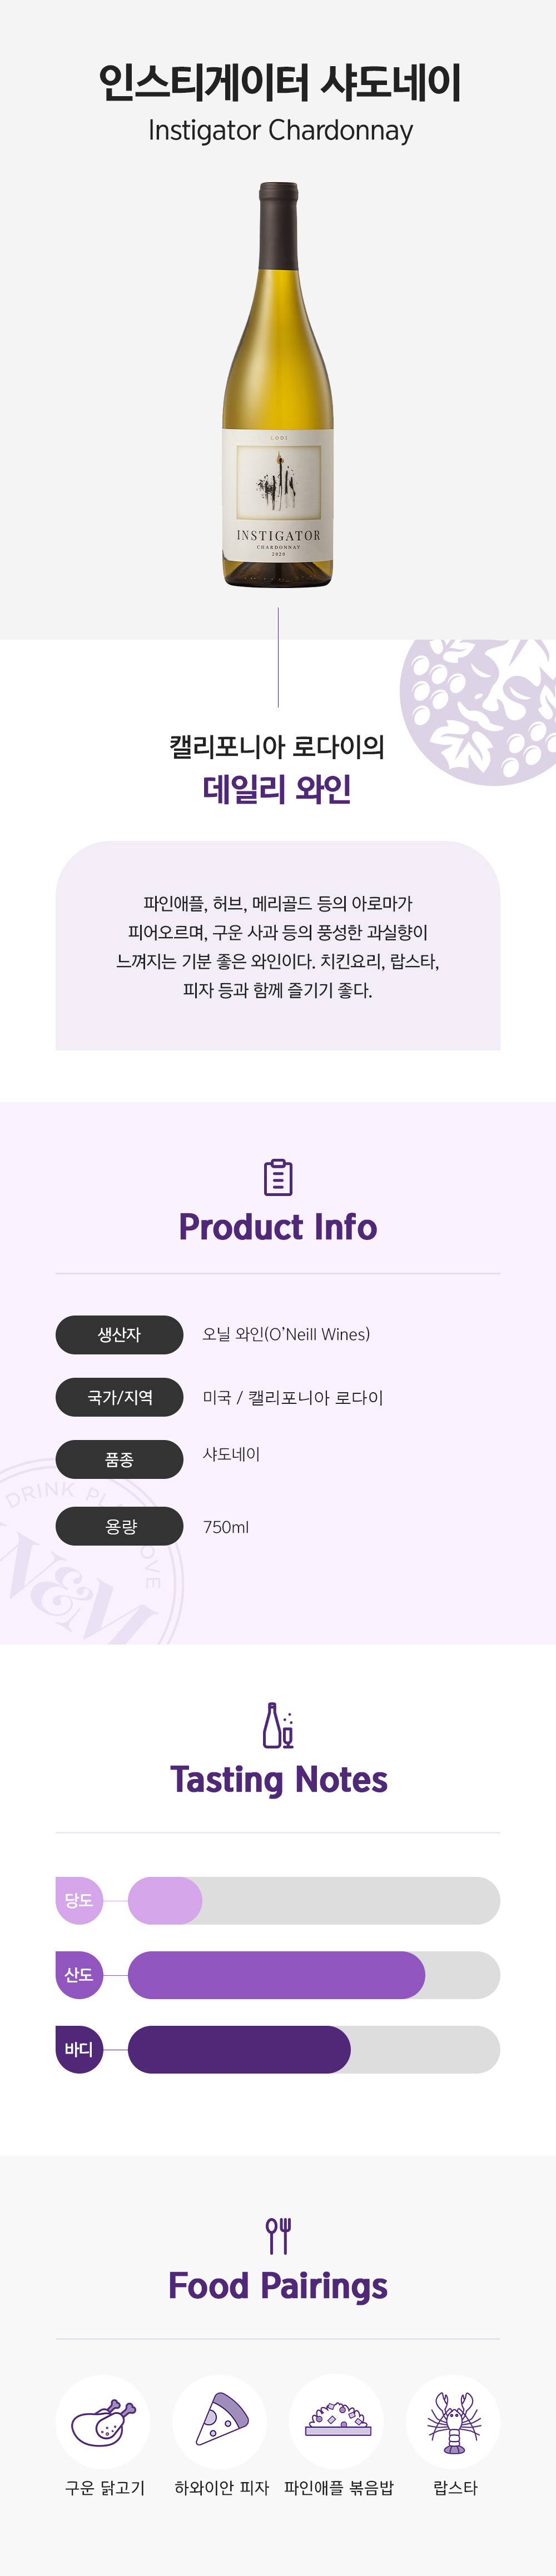 인스티게이터 샤도네이
Instigator Chardonnay
LODI
INSTIGATOR
CHARDONNAY
2020
캘리포니아 로다이의
데일리 와인
파인애플, 허브, 메리골드 등의 아로마가
피어오르며, 구운 사과 등의 풍성한 과실향이
느껴지는 기분 좋은 와인이다. 치킨요리, 랍스타,
피자 등과 함께 즐기기 좋다.
Product Info
생산자 오닐 와인(O'Neill Wines)
국가/지역 미국 / 캘리포니아 로다이
품종 샤도네이
용량 750ml
DRINK
W&M
Tasting Notes
당도
산도
바디
Food Pairings
구운 닭고기 하와이안 피자 파인애플 볶음밥 랍스타